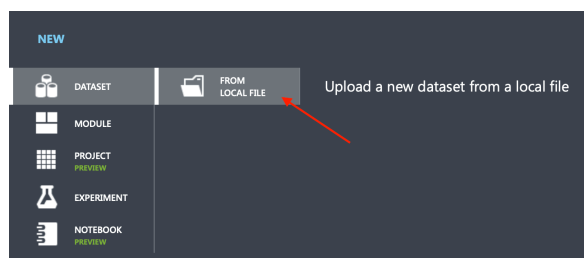 NEW
DATASET
FROM
LOCAL FILE
Upload a new dataset from a local file
MODULE
PROJECT
PREVIEW
EXPERIMENT
NOTEBOOK
PREVIEW